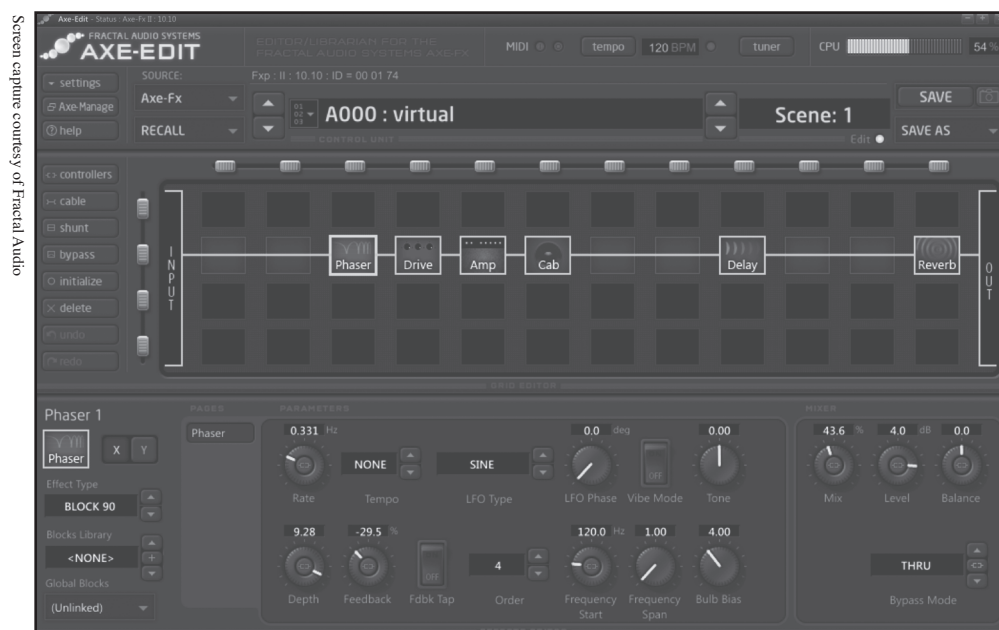 Screen capture courtesy of Fractal Audio
Axe-Edit - Status : Axe-Fx II : 10.10
FRACTAL AUDIO SYSTEMS
AXE-EDIT
EDITOR/LIBRARIAN FOR THE
FRACTAL AUDIO SYSTEMS AXE-FX
MIDI
tempo
120 BPM
tuner
CPU
54 %
settings
Axe-Manage
help
SOURCE:
Axe-Fx
RECALL
Fxp : II : 10.10 : ID = 00 01 74
A000 : virtual
CONTROL UNIT
Scene: 1
Edit
SAVE
SAVE AS
controllers
cable
shunt
bypass
initialize
delete
undo
redo
INPUT
Phaser
Drive
Amp
Cab
Delay
Reverb
OUT
GRID EDITOR
Phaser 1
Phaser
X Y
Effect Type
BLOCK 90
Blocks Library
<NONE>
Global Blocks
(Unlinked)
PAGES
Phaser
PARAMETERS
0.331 Hz
Rate
NONE
Tempo
SINE
LFO Type
0.0 deg
LFO Phase
OFF
Vibe Mode
0.00
Tone
9.28
Depth
-29.5 %
Feedback
OFF
Fdbk Tap
4
Order
120.0 Hz
Frequency
Start
1.00
Frequency
Span
4.00
Bulb Bias
MIXER
43.6 %
Mix
4.0 dB
Level
0.0
Balance
THRU
Bypass Mode